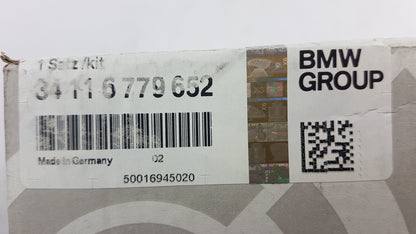 1 Satz /kit
34 11 6 779 652
Made in Germany
02
50016945020
BMW
GROUP